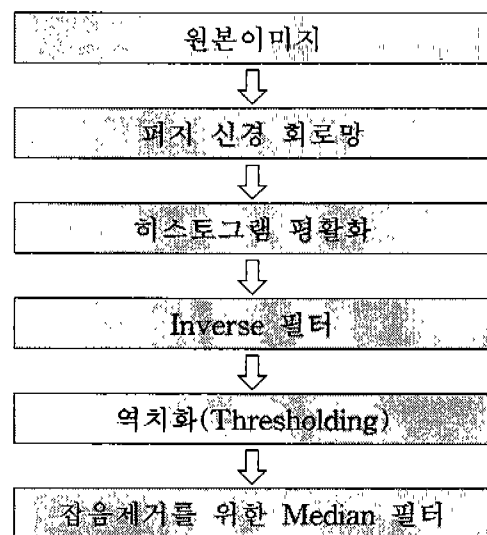 원본이미지
퍼지 신경 회로망
히스토그램 평활화
Inverse 필터
역치화(Thresholding)
잡음제거를 위한 Median 필터